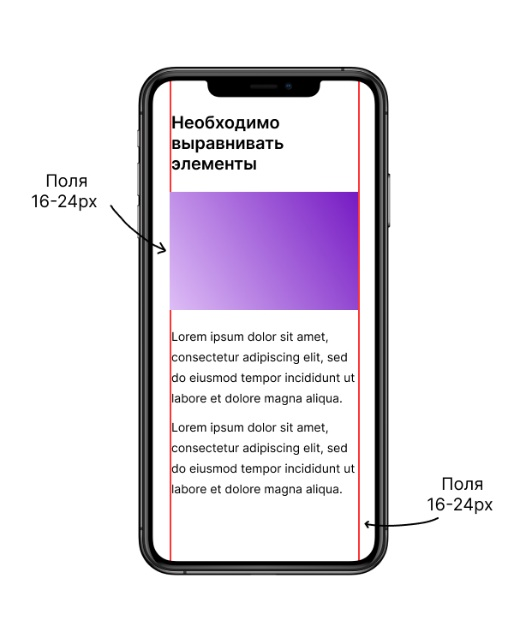 Необходимо
выравнивать
элементы
Поля
16-24px
Lorem ipsum dolor sit amet,
consectetur adipiscing elit, sed
do eiusmod tempor incididunt ut
labore et dolore magna aliqua.
Lorem ipsum dolor sit amet,
consectetur adipiscing elit, sed
do eiusmod tempor incididunt ut
labore et dolore magna aliqua.
Поля
16-24px